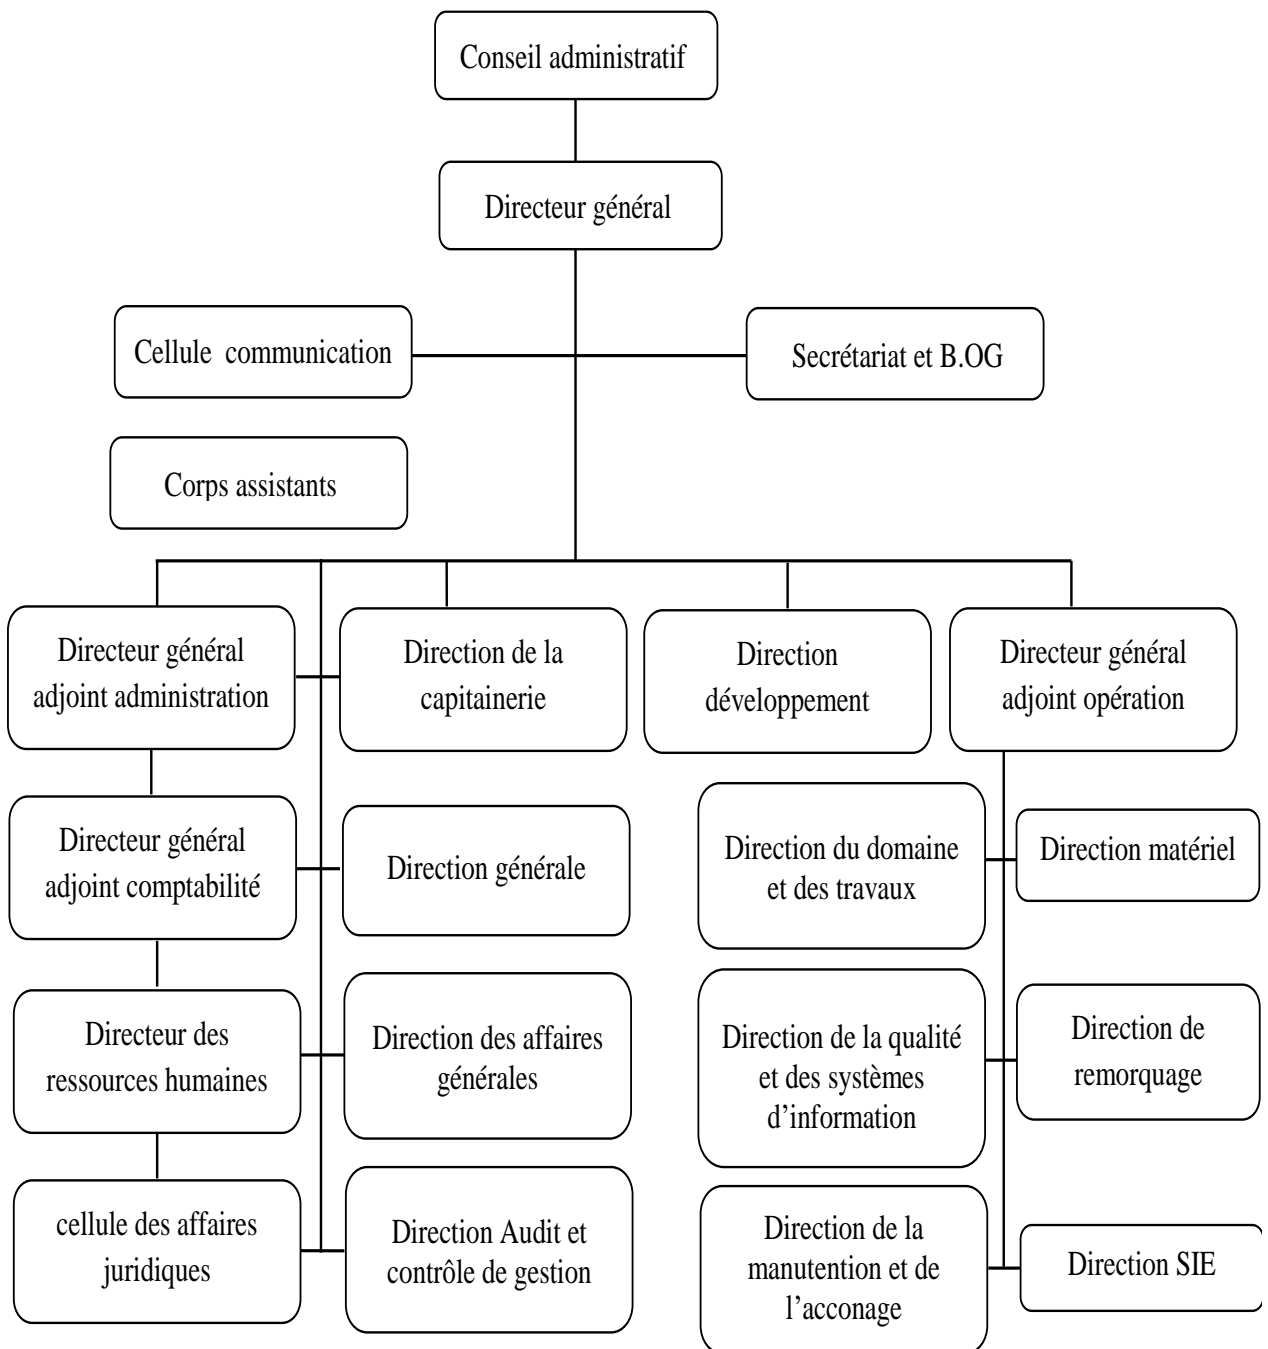 Conseil administratif
Directeur général
Cellule communication
Secrétariat et B.OG
Corps assistants
Directeur général
adjoint administration
Direction de la
capitainerie
Direction
développement
Directeur général
adjoint opération
Directeur général
adjoint comptabilité
Direction générale
Direction du domaine
et des travaux
Direction matériel
Directeur des
ressources humaines
Direction des affaires
générales
Direction de la qualité
et des systèmes
d’information
Direction de
remorquage
cellule des affaires
juridiques
Direction Audit et
contrôle de gestion
Direction de la
manutention et de
l’acconage
Direction SIE